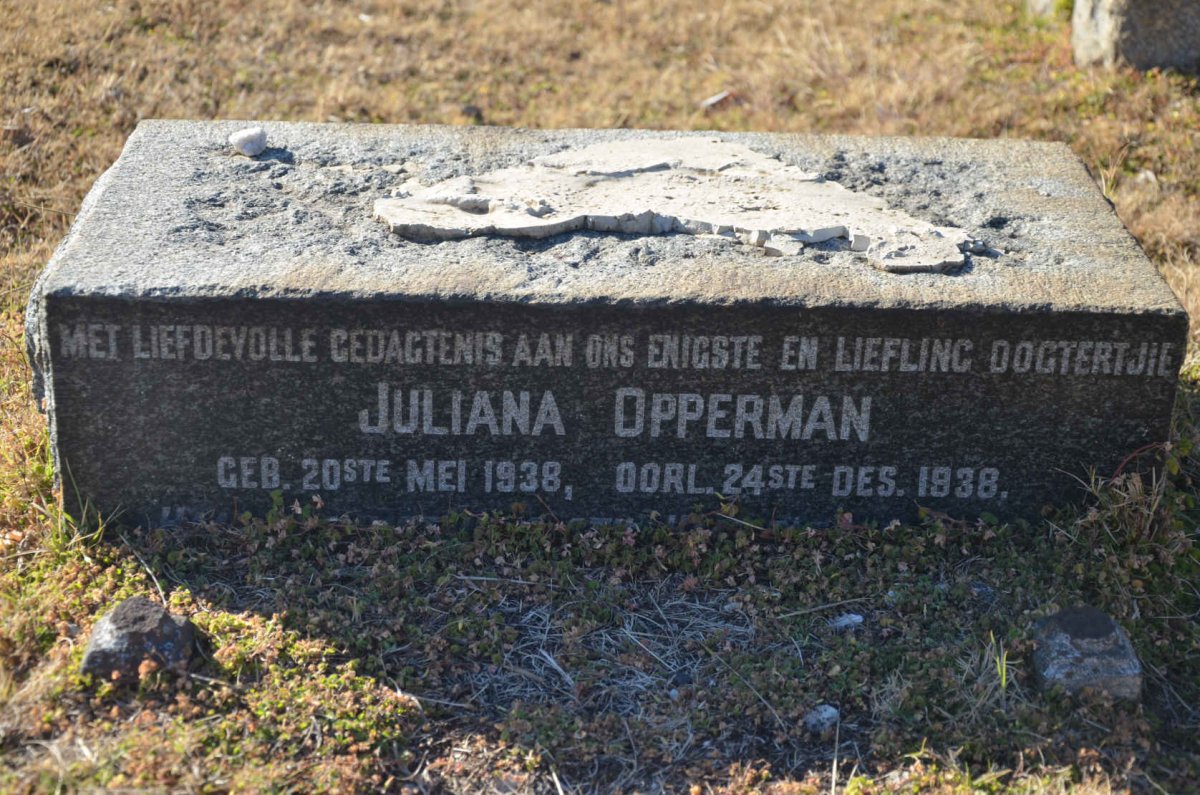 MET LIEFDEVOLLE GEDAGTENIS AAN ONS ENIGSTE EN LIEFLING DOGTERTJIE
JULIANA OPPERMAN
GEB. 20STE MEI 1938, OORL. 24STE DES. 1938.